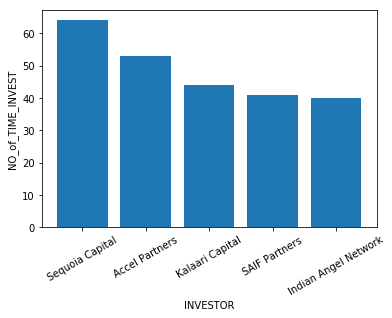 NO_of_TIME_INVEST
60
50
40
30
20
10
0
Sequoia Capital
Accel Partners
Kalaari Capital
SAIF Partners
Indian Angel Network
INVESTOR